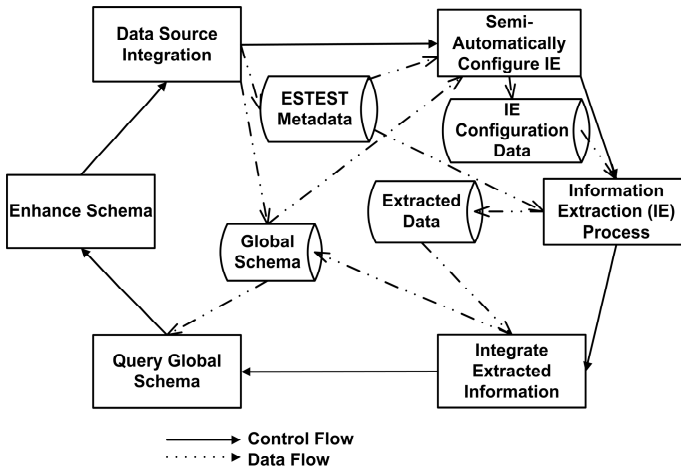 Data Source
Integration
Semi-
Automatically
Configure IE
ESTEST
Metadata
IE
Configuration
Data
Enhance Schema
Extracted
Data
Information
Extraction (IE)
Process
Global
Schema
Query Global
Schema
Integrate
Extracted
Information
Control Flow
Data Flow